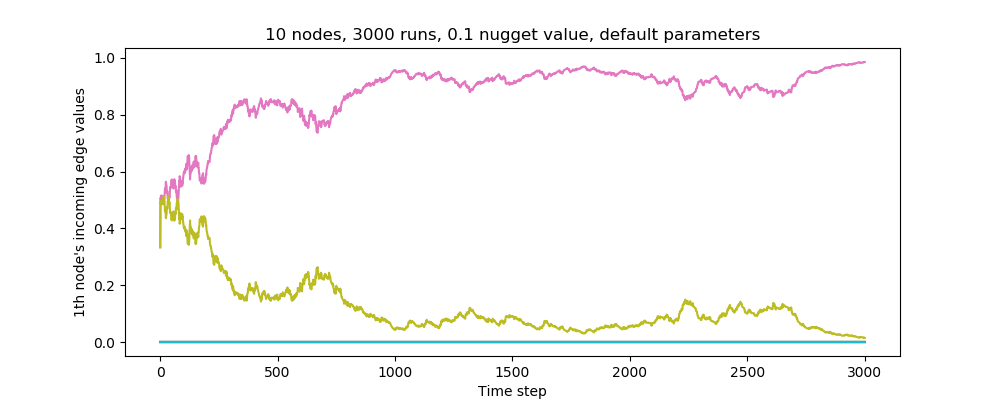 10 nodes, 3000 runs, 0.1 nugget value, default parameters
1th node's incoming edge values
1.0
0.8
0.6
0.4
0.2
0.0
0 500 1000 1500 2000 2500 3000
Time step